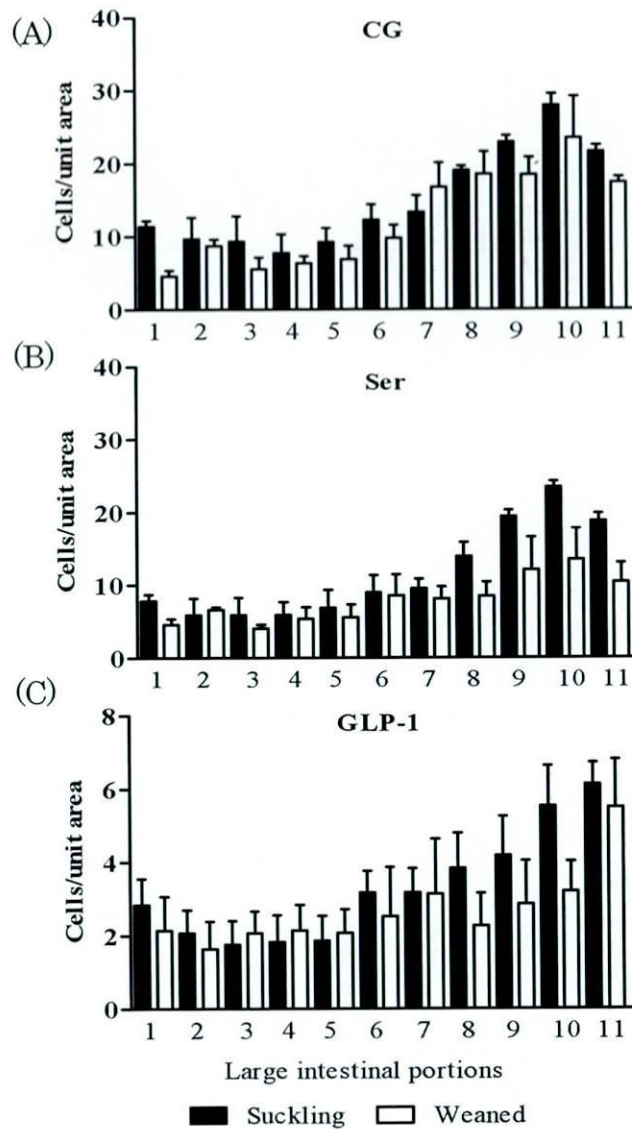 (A)
CG
40
30
20
10
0
Cells/unit area
1 2 3 4 5 6 7 8 9 10 11
(B)
Ser
40
30
20
10
0
Cells/unit area
1 2 3 4 5 6 7 8 9 10 11
(C)
GLP-1
8
6
4
2
0
Cells/unit area
1 2 3 4 5 6 7 8 9 10 11
Large intestinal portions
Suckling Weaned